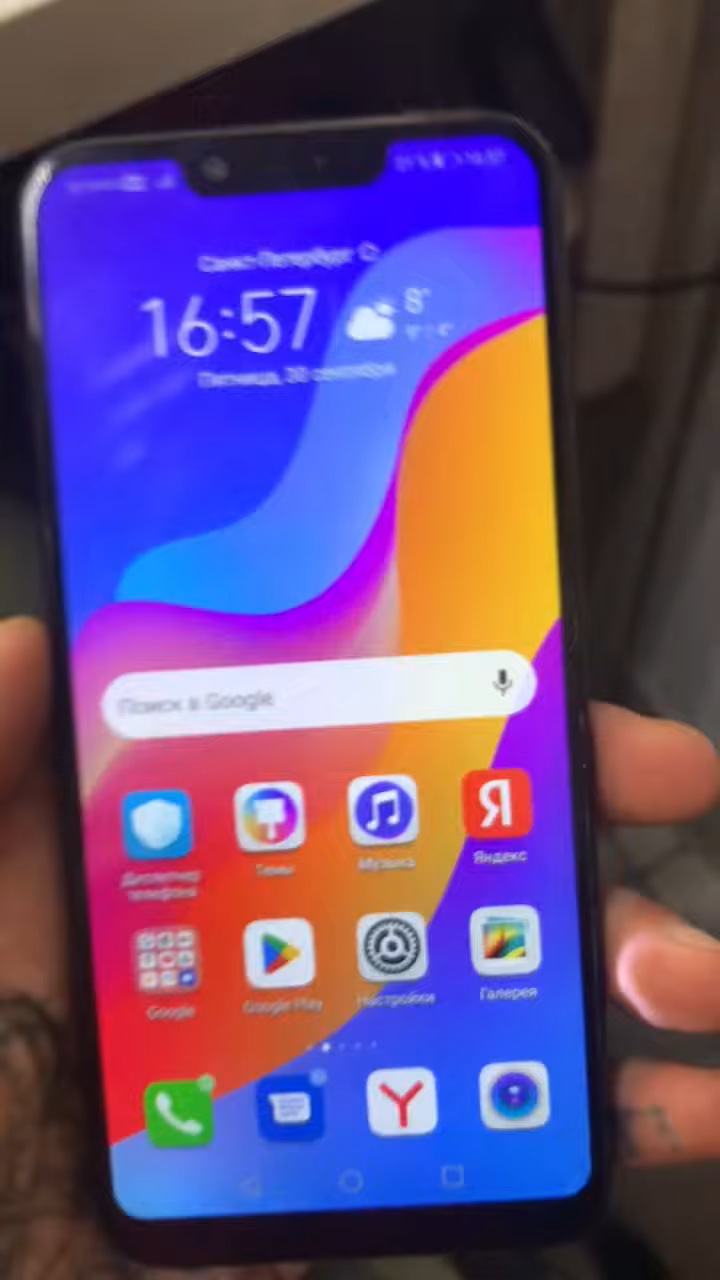 Санкт-Петербург
16:57
8°
Пятница, 30 сентября
Поиск в Google
Диспетчер телефона
Темы
Музыка
Я
Яндекс
Google
Google Play
Настройки
Галерея
Y